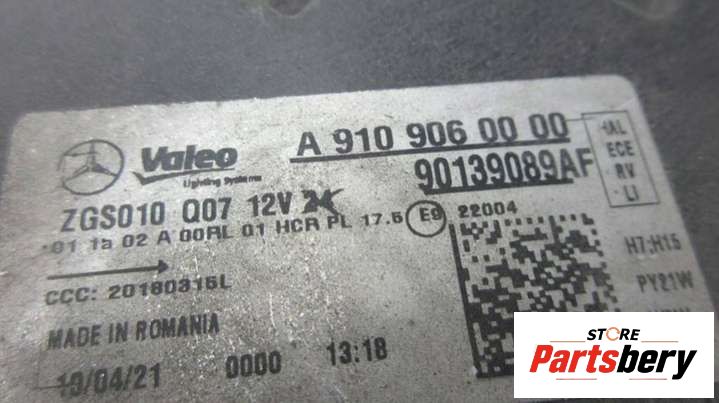 Valeo
Lighting Systems
A 910 906 00 00
90139089AF
HAL
ECE
RV
LI
ZGS010 Q07 12V
01 1a 02 A 00RL 01 HCR PL 17.5 E9 22004
H7:H15
PY21W
CCC: 20180315L
MADE IN ROMANIA
13/04/21 0000 13:18
STORE
Partsbery